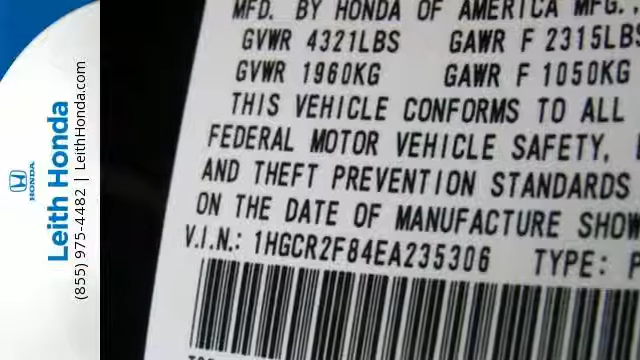 MFD. BY HONDA OF AMERICA MFG.,
GVWR 4321LBS GAWR F 2315LBS
GVWR 1960KG GAWR F 1050KG
THIS VEHICLE CONFORMS TO ALL
FEDERAL MOTOR VEHICLE SAFETY,
AND THEFT PREVENTION STANDARDS
ON THE DATE OF MANUFACTURE SHOW
V.I.N.: 1HGCR2F84EA235306 TYPE: P
HONDA
Leith Honda
(855) 975-4482 | LeithHonda.com